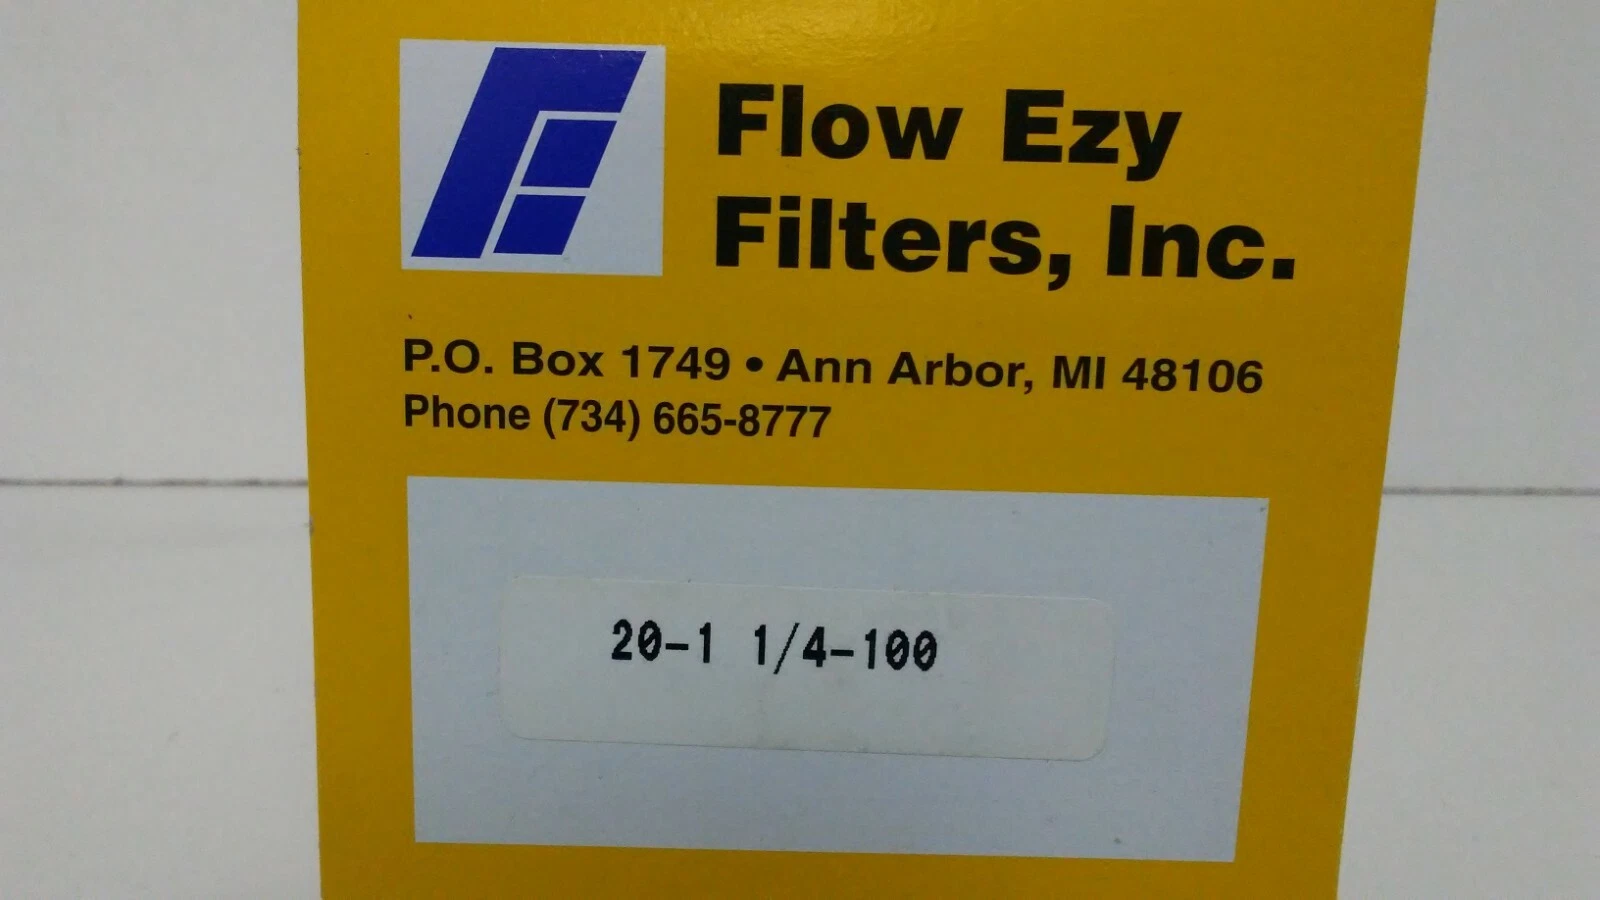 Flow Ezy
Filters, Inc.
P.O. Box 1749 • Ann Arbor, MI 48106
Phone (734) 665-8777
20-1 1/4-100